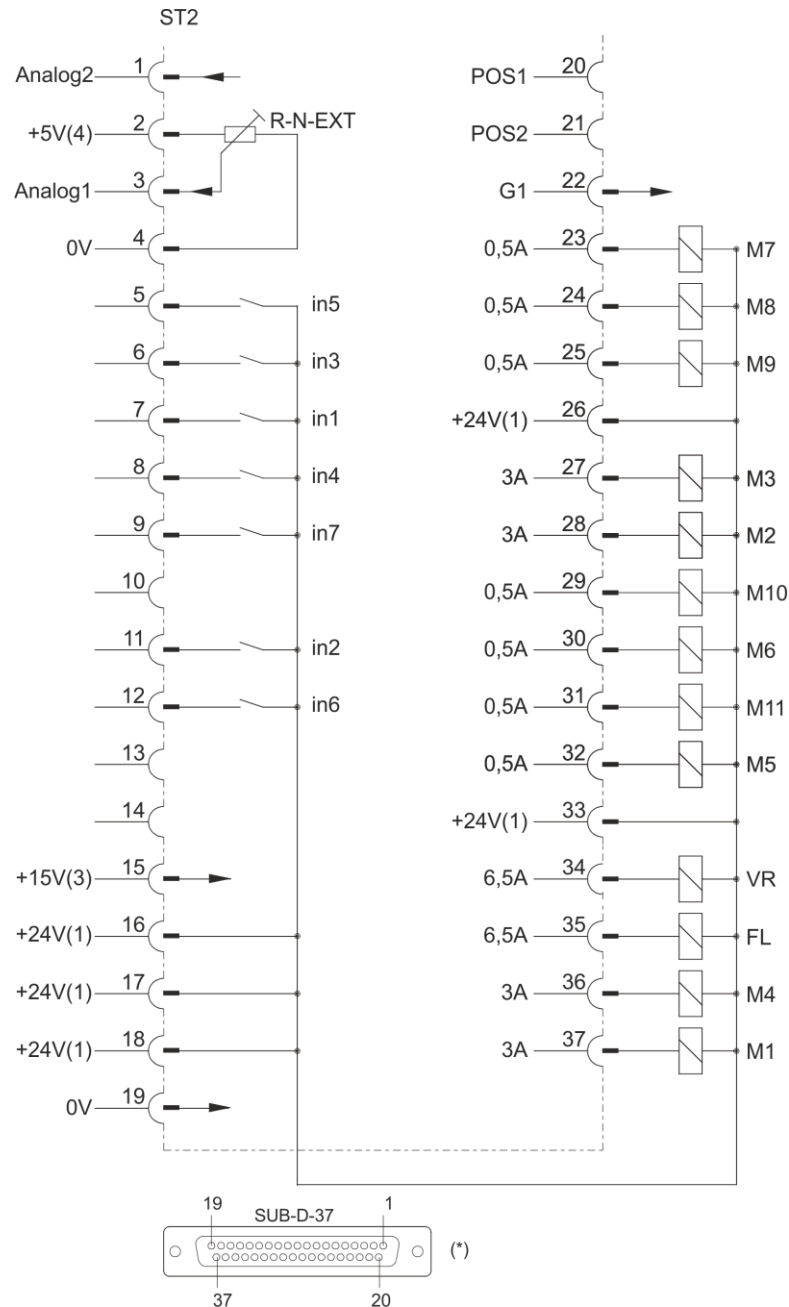 ST2
Analog2 1
+5V(4) 2 R-N-EXT
Analog1 3
0V 4
5 in5
6 in3
7 in1
8 in4
9 in7
10
11 in2
12 in6
13
14
+15V(3) 15
+24V(1) 16
+24V(1) 17
+24V(1) 18
0V 19
POS1 20
POS2 21
G1 22
0,5A 23 M7
0,5A 24 M8
0,5A 25 M9
+24V(1) 26
3A 27 M3
3A 28 M2
0,5A 29 M10
0,5A 30 M6
0,5A 31 M11
0,5A 32 M5
+24V(1) 33
6,5A 34 VR
6,5A 35 FL
3A 36 M4
3A 37 M1
19 SUB-D-37 1
(*)
37 20